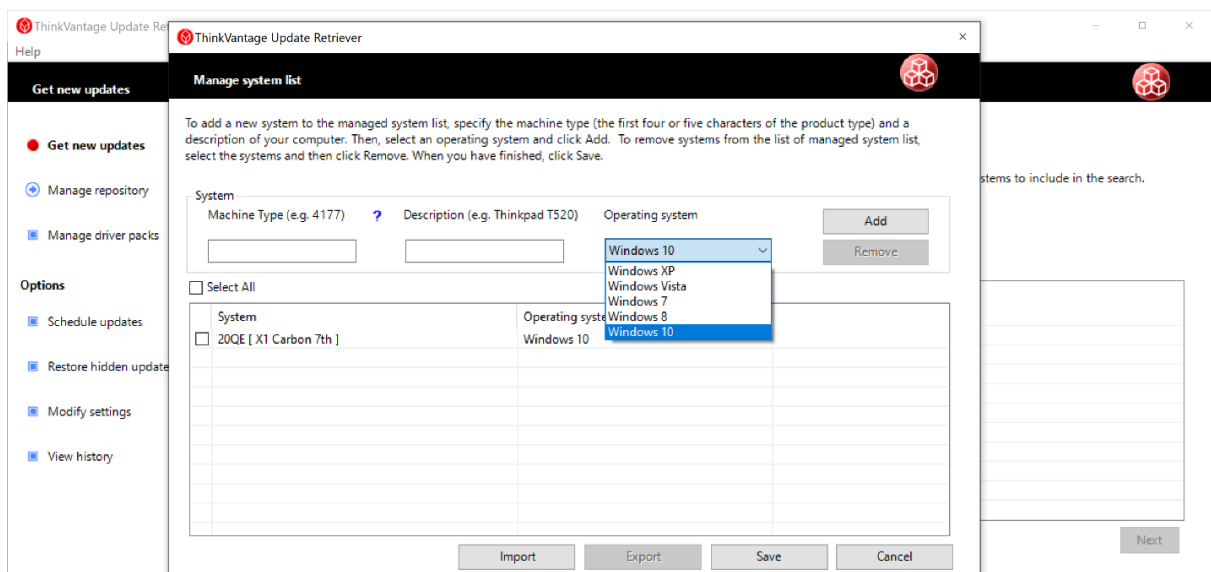 ThinkVantage Update Ret
Help
Get new updates
Get new updates
Manage repository
Manage driver packs
Options
Schedule updates
Restore hidden update
Modify settings
View history
ThinkVantage Update Retriever
Manage system list
To add a new system to the managed system list, specify the machine type (the first four or five characters of the product type) and a
description of your computer. Then, select an operating system and click Add. To remove systems from the list of managed system list,
select the systems and then click Remove. When you have finished, click Save.
System
Machine Type (e.g. 4177) ? Description (e.g. Thinkpad T520) Operating system
Add
Windows 10
Remove
Windows XP
Windows Vista
Windows 7
Windows 8
Windows 10
Select All
System Operating syste
20QE [ X1 Carbon 7th ] Windows 10
Import Export Save Cancel
stems to include in the search.
Next